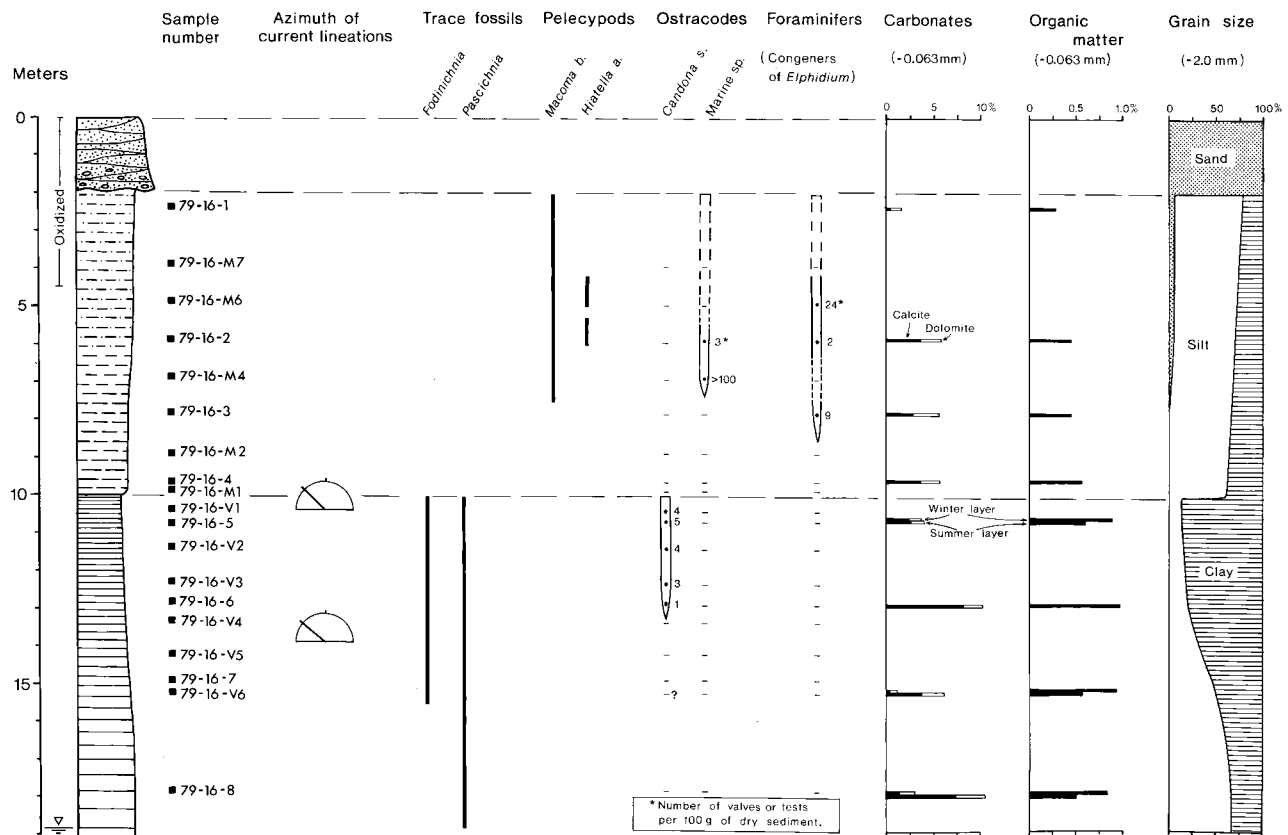 Sample number
Azimuth of current lineations
Trace fossils
Pelecypods
Ostracodes
Foraminifers
Carbonates
Organic matter
Grain size
(Congeners of Elphidium)
(-0.063mm)
(-0.063 mm)
(-2.0 mm)
Meters
Fodinichnia
Pascichnia
Macoma b.
Hiatella a.
Candona s.
Marine sp.
0 5 10%
0 0.5 1.0%
0 50 100%
0
Oxidized
Sand
79-16-1
79-16-M7
5
79-16-M6
24*
79-16-2
3*
2
Calcite
Dolomite
Silt
79-16-M4
>100
79-16-3
9
79-16-M2
79-16-4
10
79-16-M1
79-16-V1
4
79-16-5
5
Winter layer
Summer layer
79-16-V2
4
Clay
79-16-V3
3
79-16-6
1
79-16-V4
79-16-V5
15
79-16-7
79-16-V6
?
79-16-8
*Number of valves or tests
per 100g of dry sediment.